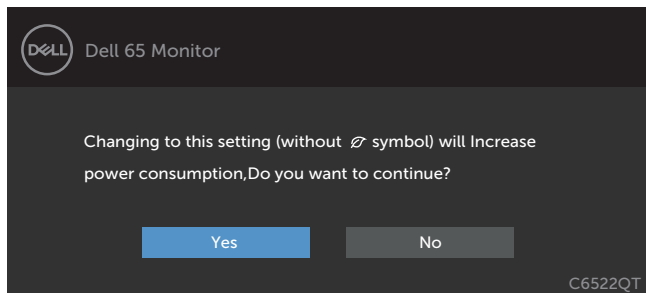 DELL
Dell 65 Monitor
Changing to this setting (without symbol) will Increase
power consumption,Do you want to continue?
Yes
No
C6522QT